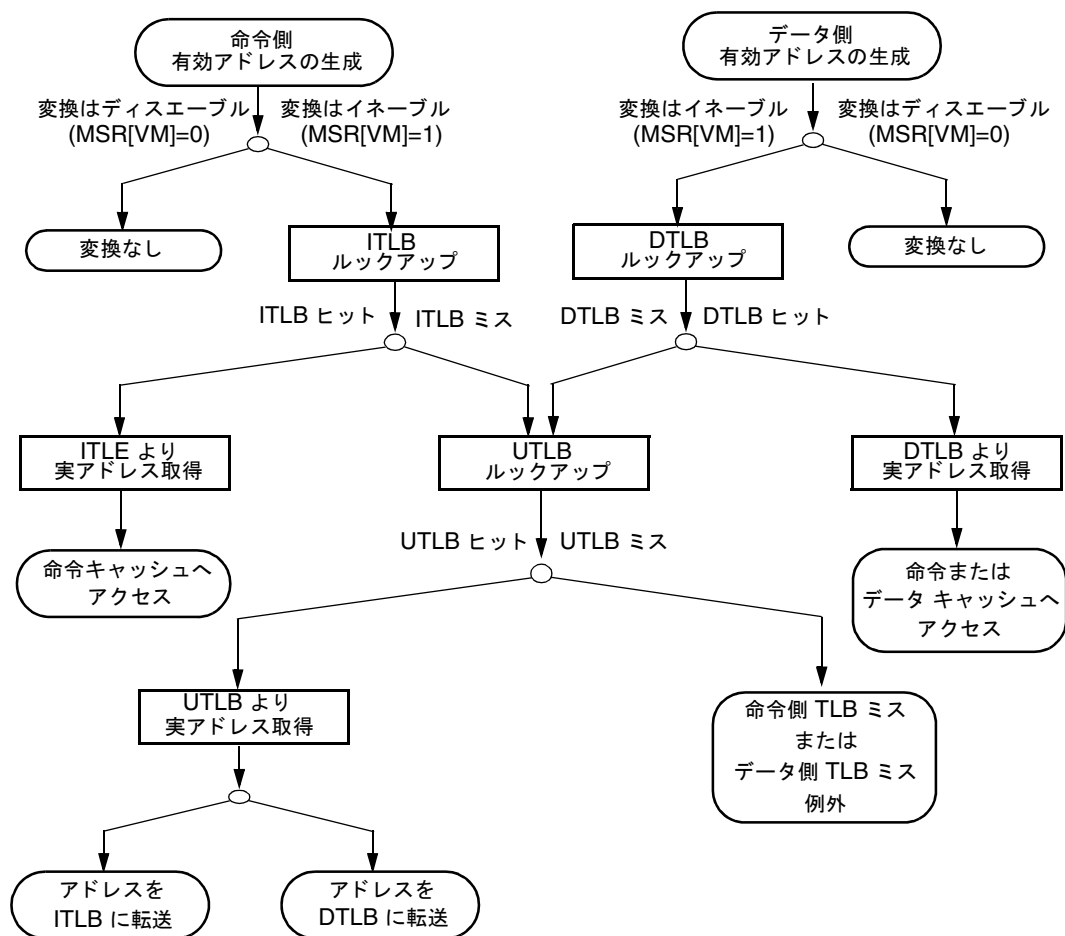 命令側
有効アドレスの生成
データ側
有効アドレスの生成
変換はディスエーブル
(MSR[VM]=0)
変換はイネーブル
(MSR[VM]=1)
変換はイネーブル
(MSR[VM]=1)
変換はディスエーブル
(MSR[VM]=0)
変換なし
ITLB
ルックアップ
DTLB
ルックアップ
変換なし
ITLB ヒット
ITLB ミス
DTLB ミス
DTLB ヒット
ITLE より
実アドレス取得
UTLB
ルックアップ
DTLB より
実アドレス取得
UTLB ヒット
UTLB ミス
命令キャッシュへ
アクセス
命令または
データ キャッシュへ
アクセス
UTLB より
実アドレス取得
命令側 TLB ミス
または
データ側 TLB ミス
例外
アドレスを
ITLB に転送
アドレスを
DTLB に転送